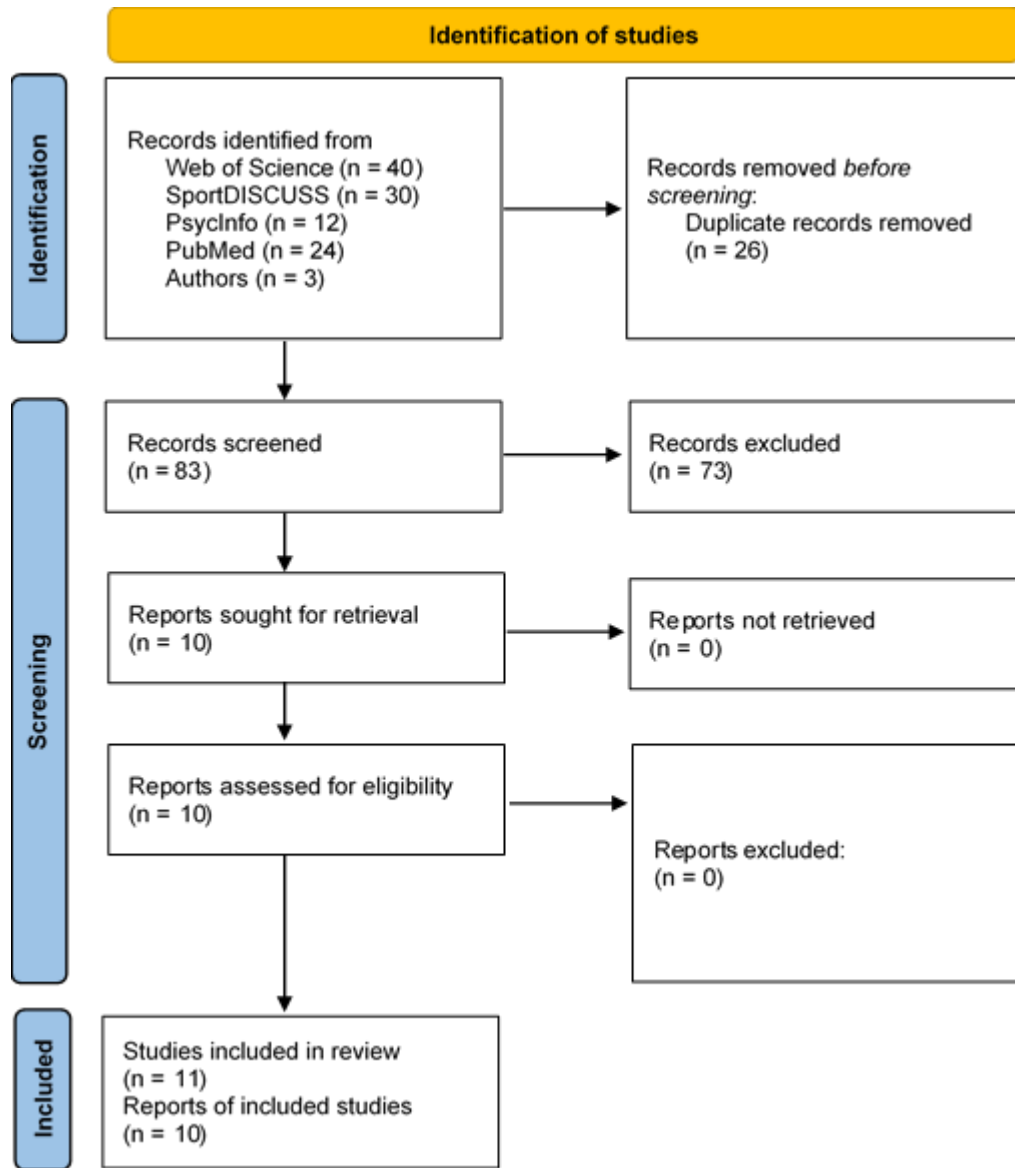 Identification of studies
Identification
Records identified from
Web of Science (n = 40)
SportDISCUSS (n = 30)
PsycInfo (n = 12)
PubMed (n = 24)
Authors (n = 3)
Records removed before
screening:
Duplicate records removed
(n = 26)
Screening
Records screened
(n = 83)
Records excluded
(n = 73)
Reports sought for retrieval
(n = 10)
Reports not retrieved
(n = 0)
Reports assessed for eligibility
(n = 10)
Reports excluded:
(n = 0)
Included
Studies included in review
(n = 11)
Reports of included studies
(n = 10)